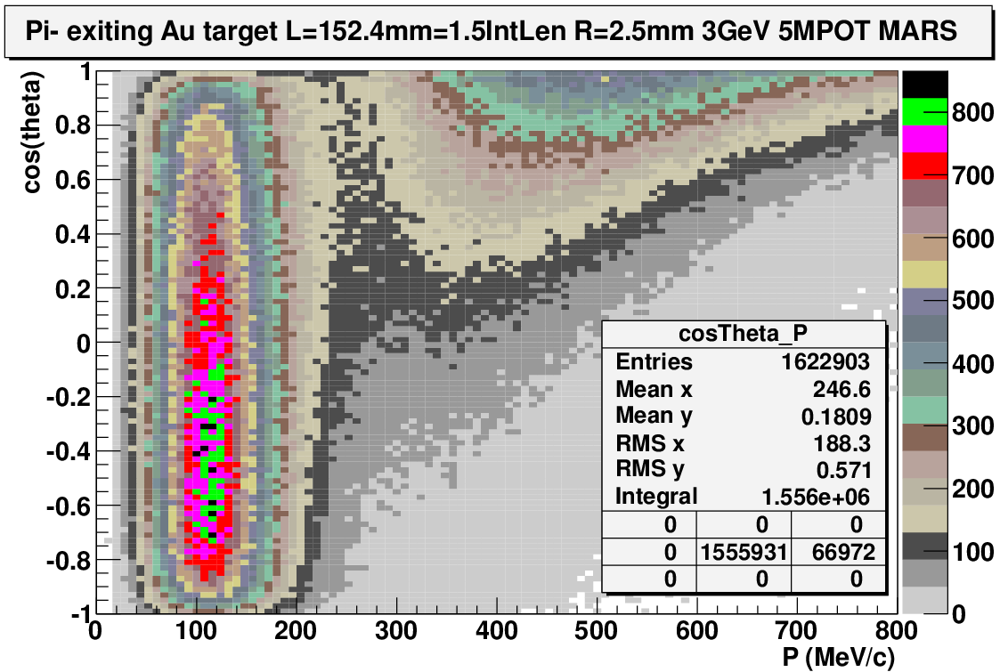 Pi- exiting Au target L=152.4mm=1.5IntLen R=2.5mm 3GeV 5MPOT MARS
cos(theta)
1
0.8
0.6
0.4
0.2
0
-0.2
-0.4
-0.6
-0.8
-1
0 100 200 300 400 500 600 700 800
P (MeV/c)
cosTheta_P
Entries 1622903
Mean x 246.6
Mean y 0.1809
RMS x 188.3
RMS y 0.571
Integral 1.556e+06
0 0 0
0 1555931 66972
0 0 0
800
700
600
500
400
300
200
100
0